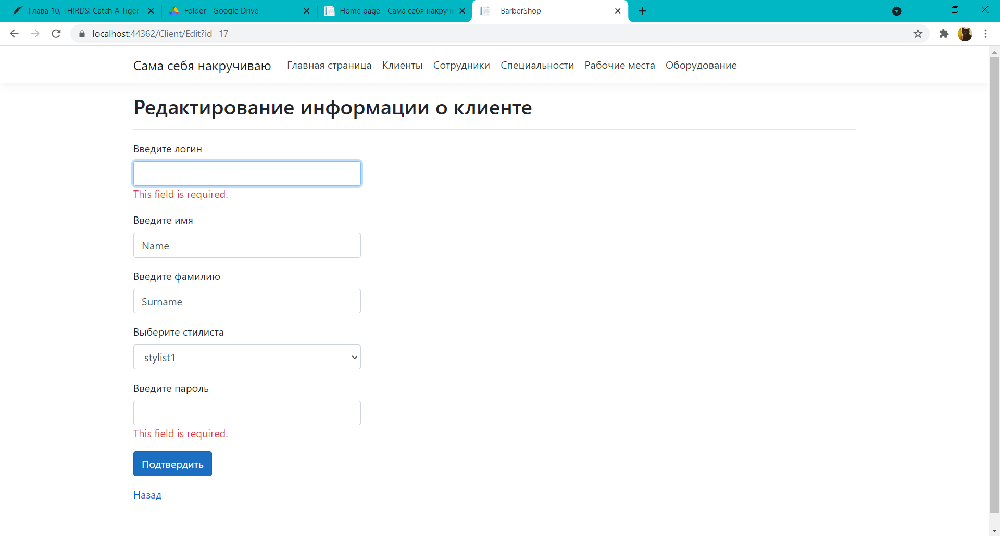 Глава 10, THIRDS: Catch A Tiger
Folder - Google Drive
Home page - Сама себя накруч
- BarberShop
localhost:44362/Client/Edit?id=17
Сама себя накручиваю Главная страница Клиенты Сотрудники Специальности Рабочие места Оборудование
Редактирование информации о клиенте
Введите логин
This field is required.
Введите имя
Name
Введите фамилию
Surname
Выберите стилиста
stylist1
Введите пароль
This field is required.
Подтвердить
Назад